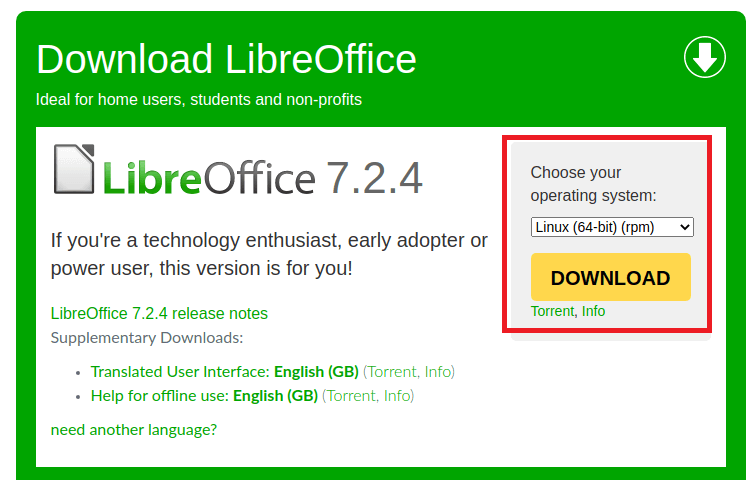 Download LibreOffice
Ideal for home users, students and non-profits
LibreOffice 7.2.4
If you're a technology enthusiast, early adopter or
power user, this version is for you!
LibreOffice 7.2.4 release notes
Supplementary Downloads:
Translated User Interface: English (GB) (Torrent, Info)
Help for offline use: English (GB) (Torrent, Info)
need another language?
Choose your
operating system:
Linux (64-bit) (rpm)
DOWNLOAD
Torrent, Info